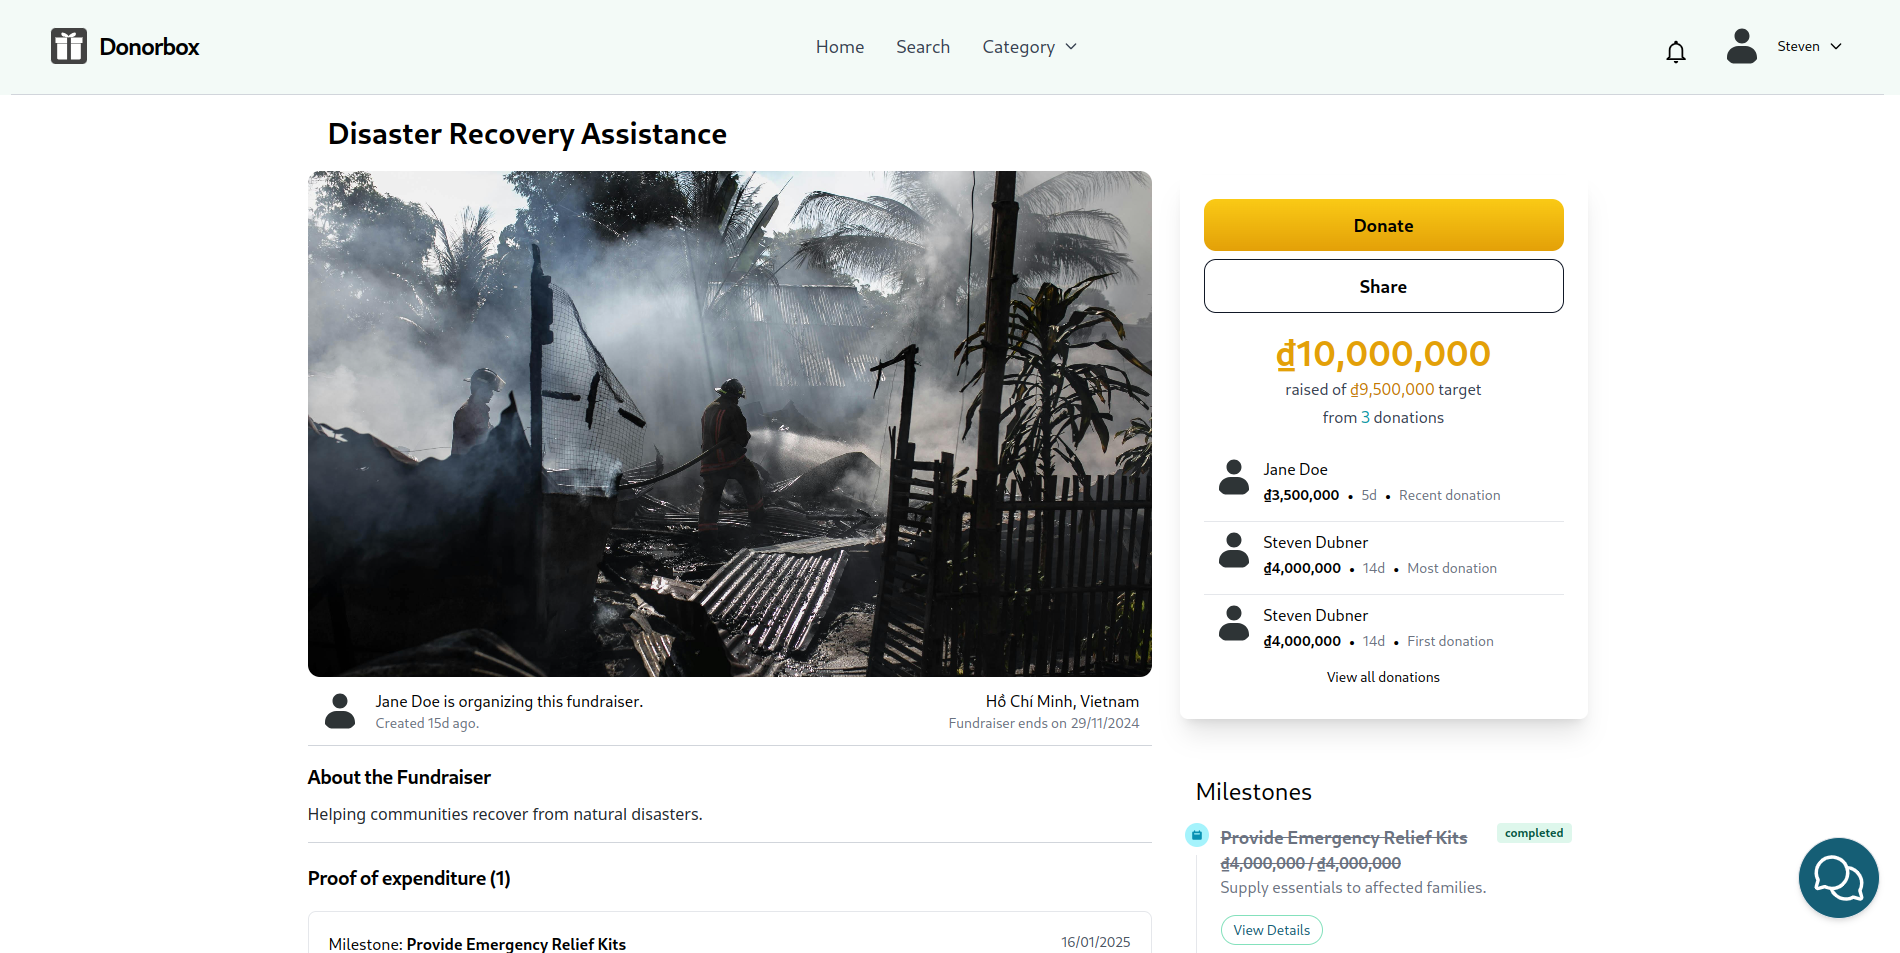 Donorbox
Home
Search
Category
Steven
Disaster Recovery Assistance
Donate
Share
₫10,000,000
raised of ₫9,500,000 target
from 3 donations
Jane Doe
₫3,500,000 • 5d • Recent donation
Steven Dubner
₫4,000,000 • 14d • Most donation
Steven Dubner
₫4,000,000 • 14d • First donation
View all donations
Jane Doe is organizing this fundraiser.
Created 15d ago.
Hồ Chí Minh, Vietnam
Fundraiser ends on 29/11/2024
About the Fundraiser
Helping communities recover from natural disasters.
Proof of expenditure (1)
Milestone: Provide Emergency Relief Kits
16/01/2025
Milestones
Provide Emergency Relief Kits
completed
₫4,000,000 / ₫4,000,000
Supply essentials to affected families.
View Details